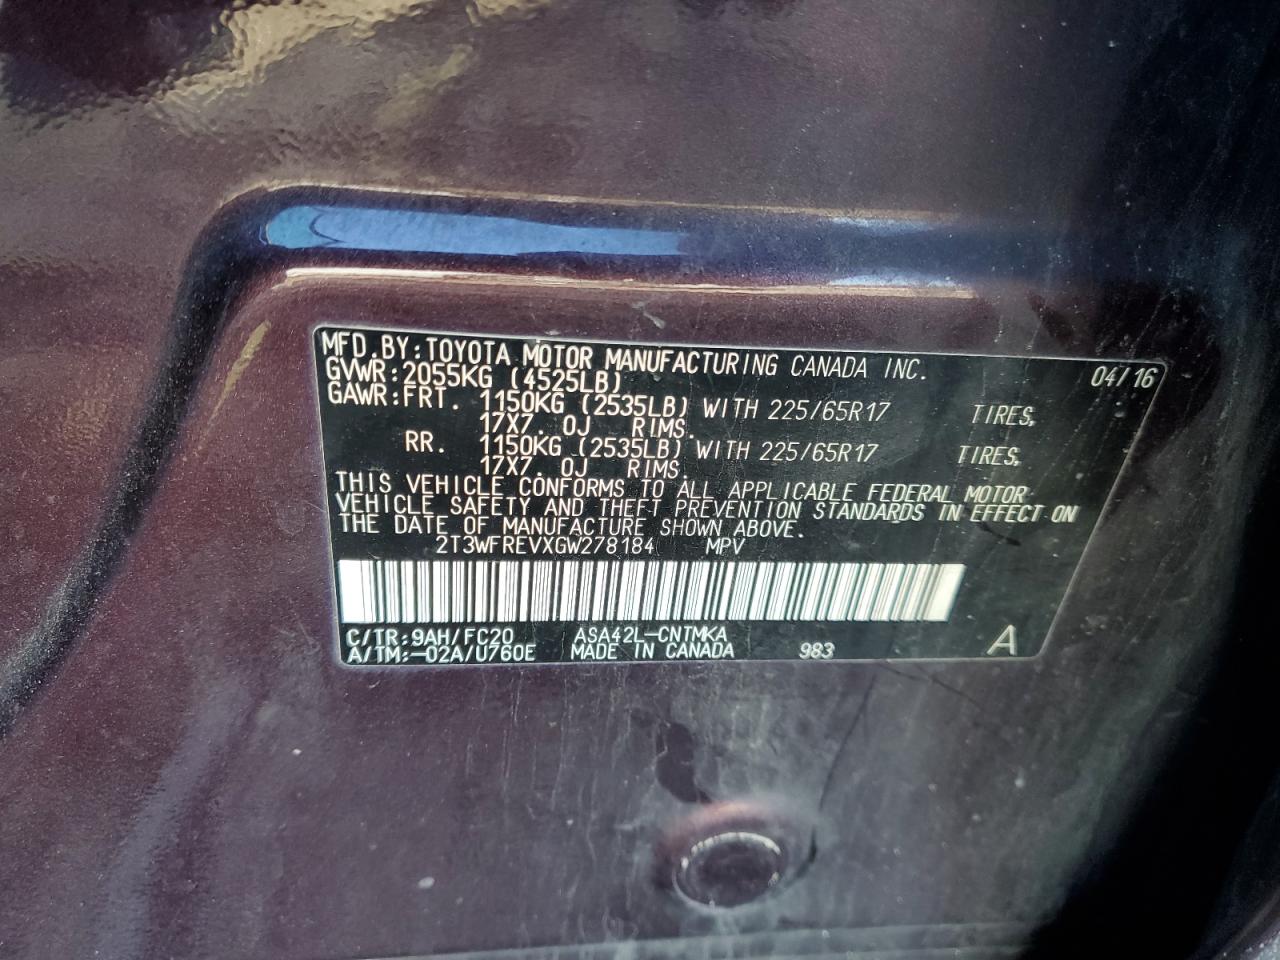 MFD.BY:TOYOTA MOTOR MANUFACTURING CANADA INC. 04/16
GVWR:2055KG (4525LB)
GAWR:FRT. 1150KG (2535LB) WITH 225/65R17 TIRES,
17X7. 0J RIMS.
RR. 1150KG (2535LB) WITH 225/65R17 TIRES,
17X7. 0J RIMS.
THIS VEHICLE CONFORMS TO ALL APPLICABLE FEDERAL MOTOR
VEHICLE SAFETY AND THEFT PREVENTION STANDARDS IN EFFECT ON
THE DATE OF MANUFACTURE SHOWN ABOVE.
2T3WFREVXGW278184 MPV
C/TR:9AH/FC20 ASA42L-CNTMKA
A/TM:-02A/U760E MADE IN CANADA 983 A